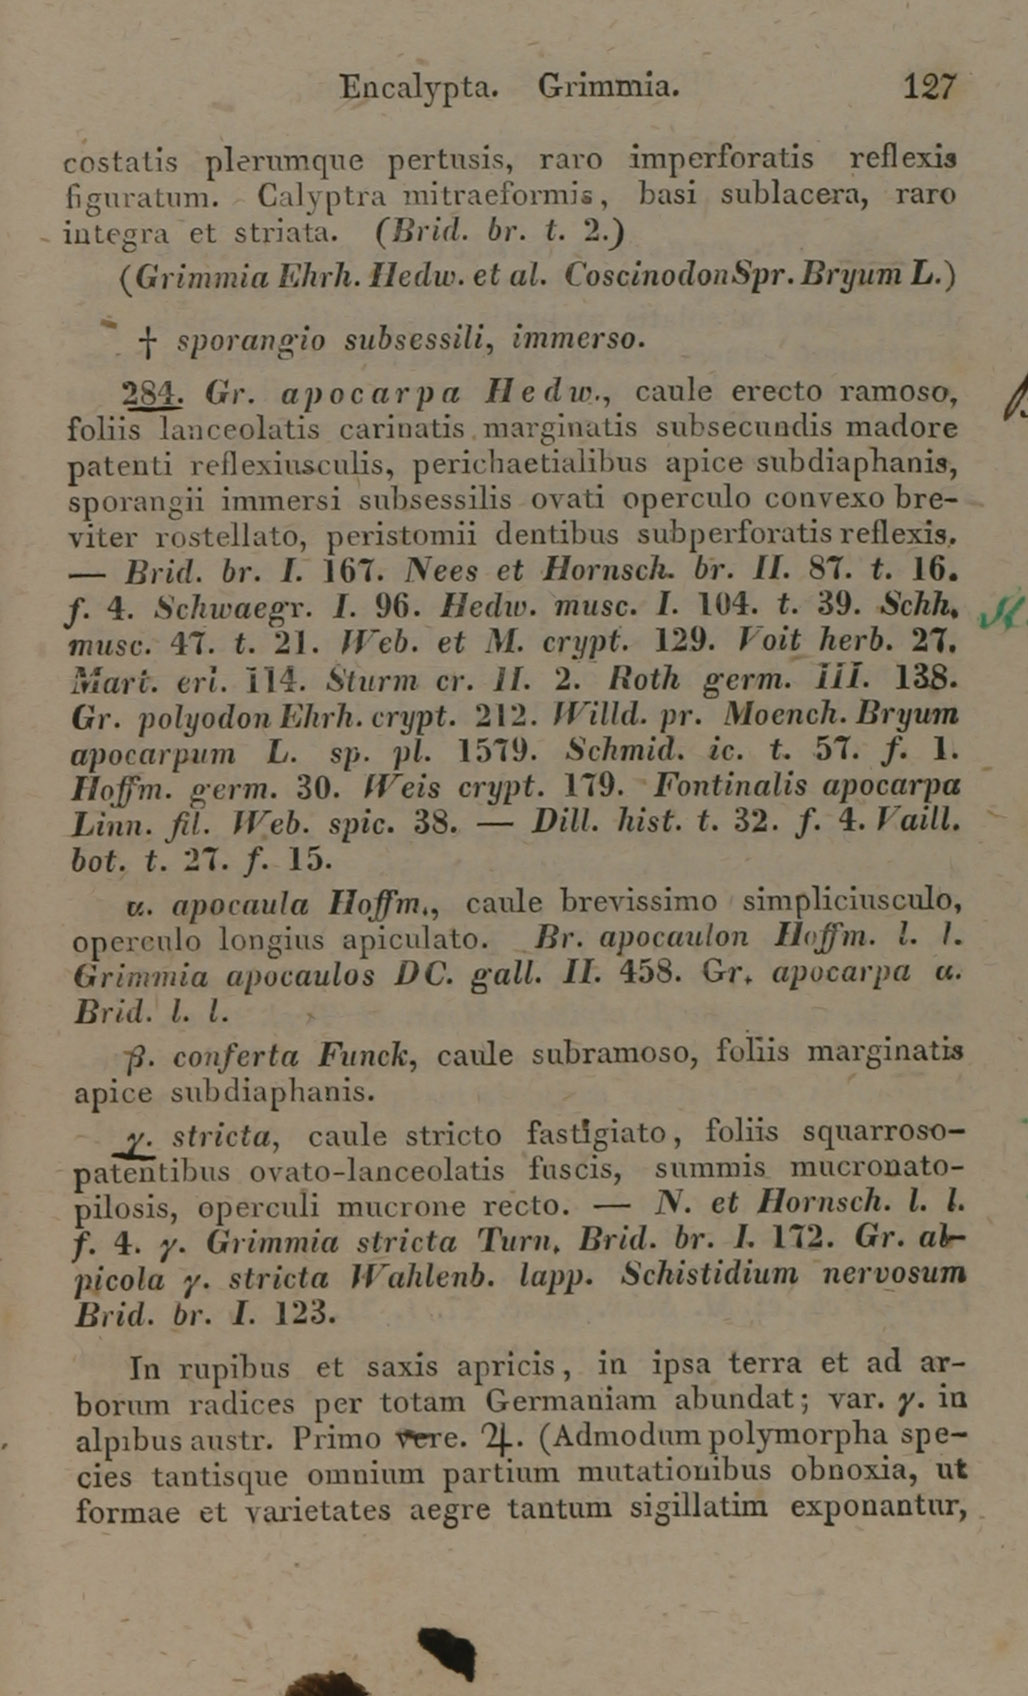 Encalypta. Grimmia. 127
costatis plerumque pertusis, raro imperforatis reflexis
figuratum. Calyptra mitraeformis, basi sublacera, raro
integra et striata. (Brid. br. t. 2.)
(Grimmia Ehrh. Hedw. et al. Coscinodon Spr. Bryum L.)
† sporangio subsessili, immerso.
284. Gr. apocarpa Hedw., caule erecto ramoso,
foliis lanceolatis carinatis marginatis subsecundis madore
patenti reflexiusculis, perichaetialibus apice subdiaphanis,
sporangii immersi subsessilis ovati operculo convexo bre-
viter rostellato, peristomii dentibus subperforatis reflexis.
— Brid. br. I. 167. Nees et Hornsch. br. II. 87. t. 16.
f. 4. Schwaegr. I. 96. Hedw. musc. I. 104. t. 39. Schh.
musc. 47. t. 21. Web. et M. crypt. 129. Voit herb. 27.
Mart. erl. 114. Sturm cr. II. 2. Roth germ. III. 138.
Gr. polyodon Ehrh. crypt. 212. Willd. pr. Moench. Bryum
apocarpum L. sp. pl. 1579. Schmid. ic. t. 57. f. 1.
Hoffm. germ. 30. Weis crypt. 179. Fontinalis apocarpa
Linn. fil. Web. spic. 38. — Dill. hist. t. 32. f. 4. Vaill.
bot. t. 27. f. 15.
α. apocaula Hoffm., caule brevissimo simpliciusculo,
operculo longius apiculato. Br. apocaulon Hoffm. l. l.
Grimmia apocaulos DC. gall. II. 458. Gr. apocarpa α.
Brid. l. l.
β. conferta Funck, caule subramoso, foliis marginatis
apice subdiaphanis.
γ. stricta, caule stricto fastigiato, foliis squarroso-
patentibus ovato-lanceolatis fuscis, summis mucronato-
pilosis, operculi mucrone recto. — N. et Hornsch. l. l.
f. 4. γ. Grimmia stricta Turn. Brid. br. I. 172. Gr. al-
picola γ. stricta Wahlenb. lapp. Schistidium nervosum
Brid. br. I. 123.
In rupibus et saxis apricis, in ipsa terra et ad ar-
borum radices per totam Germaniam abundat; var. γ. in
alpibus austr. Primo vere. ♃. (Admodum polymorpha spe-
cies tantisque omnium partium mutationibus obnoxia, ut
formae et varietates aegre tantum sigillatim exponantur,